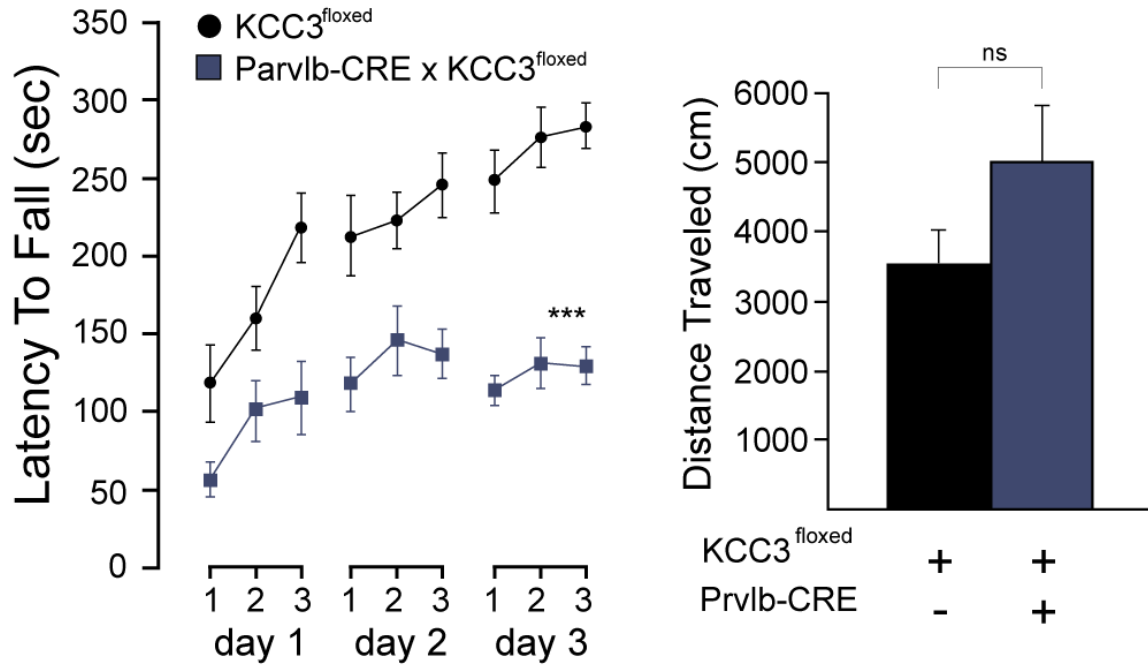 KCC3floxed
Parvlb-CRE x KCC3floxed
Latency To Fall (sec)
350
300
250
200
150
100
50
0
***
1 2 3 1 2 3 1 2 3
day 1 day 2 day 3
ns
Distance Traveled (cm)
6000
5000
4000
3000
2000
1000
KCC3 floxed + +
Prvlb-CRE - +